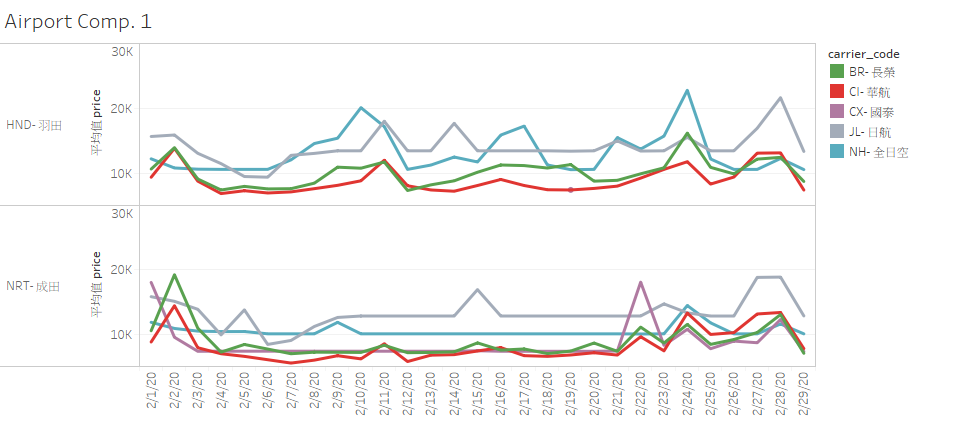 Airport Comp. 1
carrier_code
BR- 長榮
CI- 華航
CX- 國泰
JL- 日航
NH- 全日空
HND- 羽田
平均值 price
30K
20K
10K
NRT- 成田
平均值 price
30K
20K
10K
2/1/20
2/2/20
2/3/20
2/4/20
2/5/20
2/6/20
2/7/20
2/8/20
2/9/20
2/10/20
2/11/20
2/12/20
2/13/20
2/14/20
2/15/20
2/16/20
2/17/20
2/18/20
2/19/20
2/20/20
2/21/20
2/22/20
2/23/20
2/24/20
2/25/20
2/26/20
2/27/20
2/28/20
2/29/20